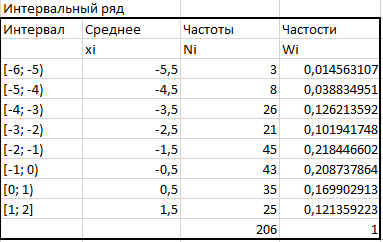 Интервальный ряд
Интервал Среднее Частоты Частости
xi Ni Wi
[-6; -5) -5,5 3 0,014563107
[-5; -4) -4,5 8 0,038834951
[-4; -3) -3,5 26 0,126213592
[-3; -2) -2,5 21 0,101941748
[-2; -1) -1,5 45 0,218446602
[-1; 0) -0,5 43 0,208737864
[0; 1) 0,5 35 0,169902913
[1; 2] 1,5 25 0,121359223
206 1